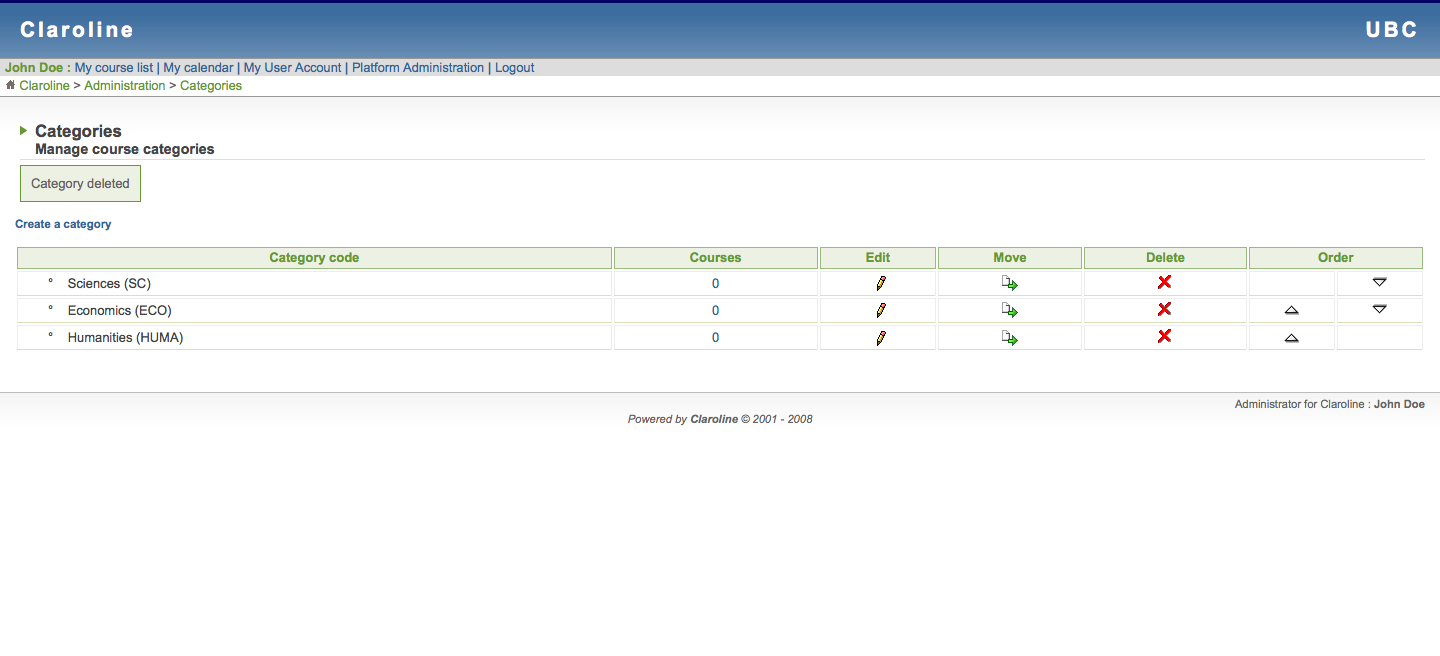 Claroline UBC
John Doe : My course list | My calendar | My User Account | Platform Administration | Logout
Claroline > Administration > Categories
Categories
Manage course categories
Category deleted
Create a category
Category code Courses Edit Move Delete Order
° Sciences (SC) 0
° Economics (ECO) 0
° Humanities (HUMA) 0
Administrator for Claroline : John Doe
Powered by Claroline © 2001 - 2008